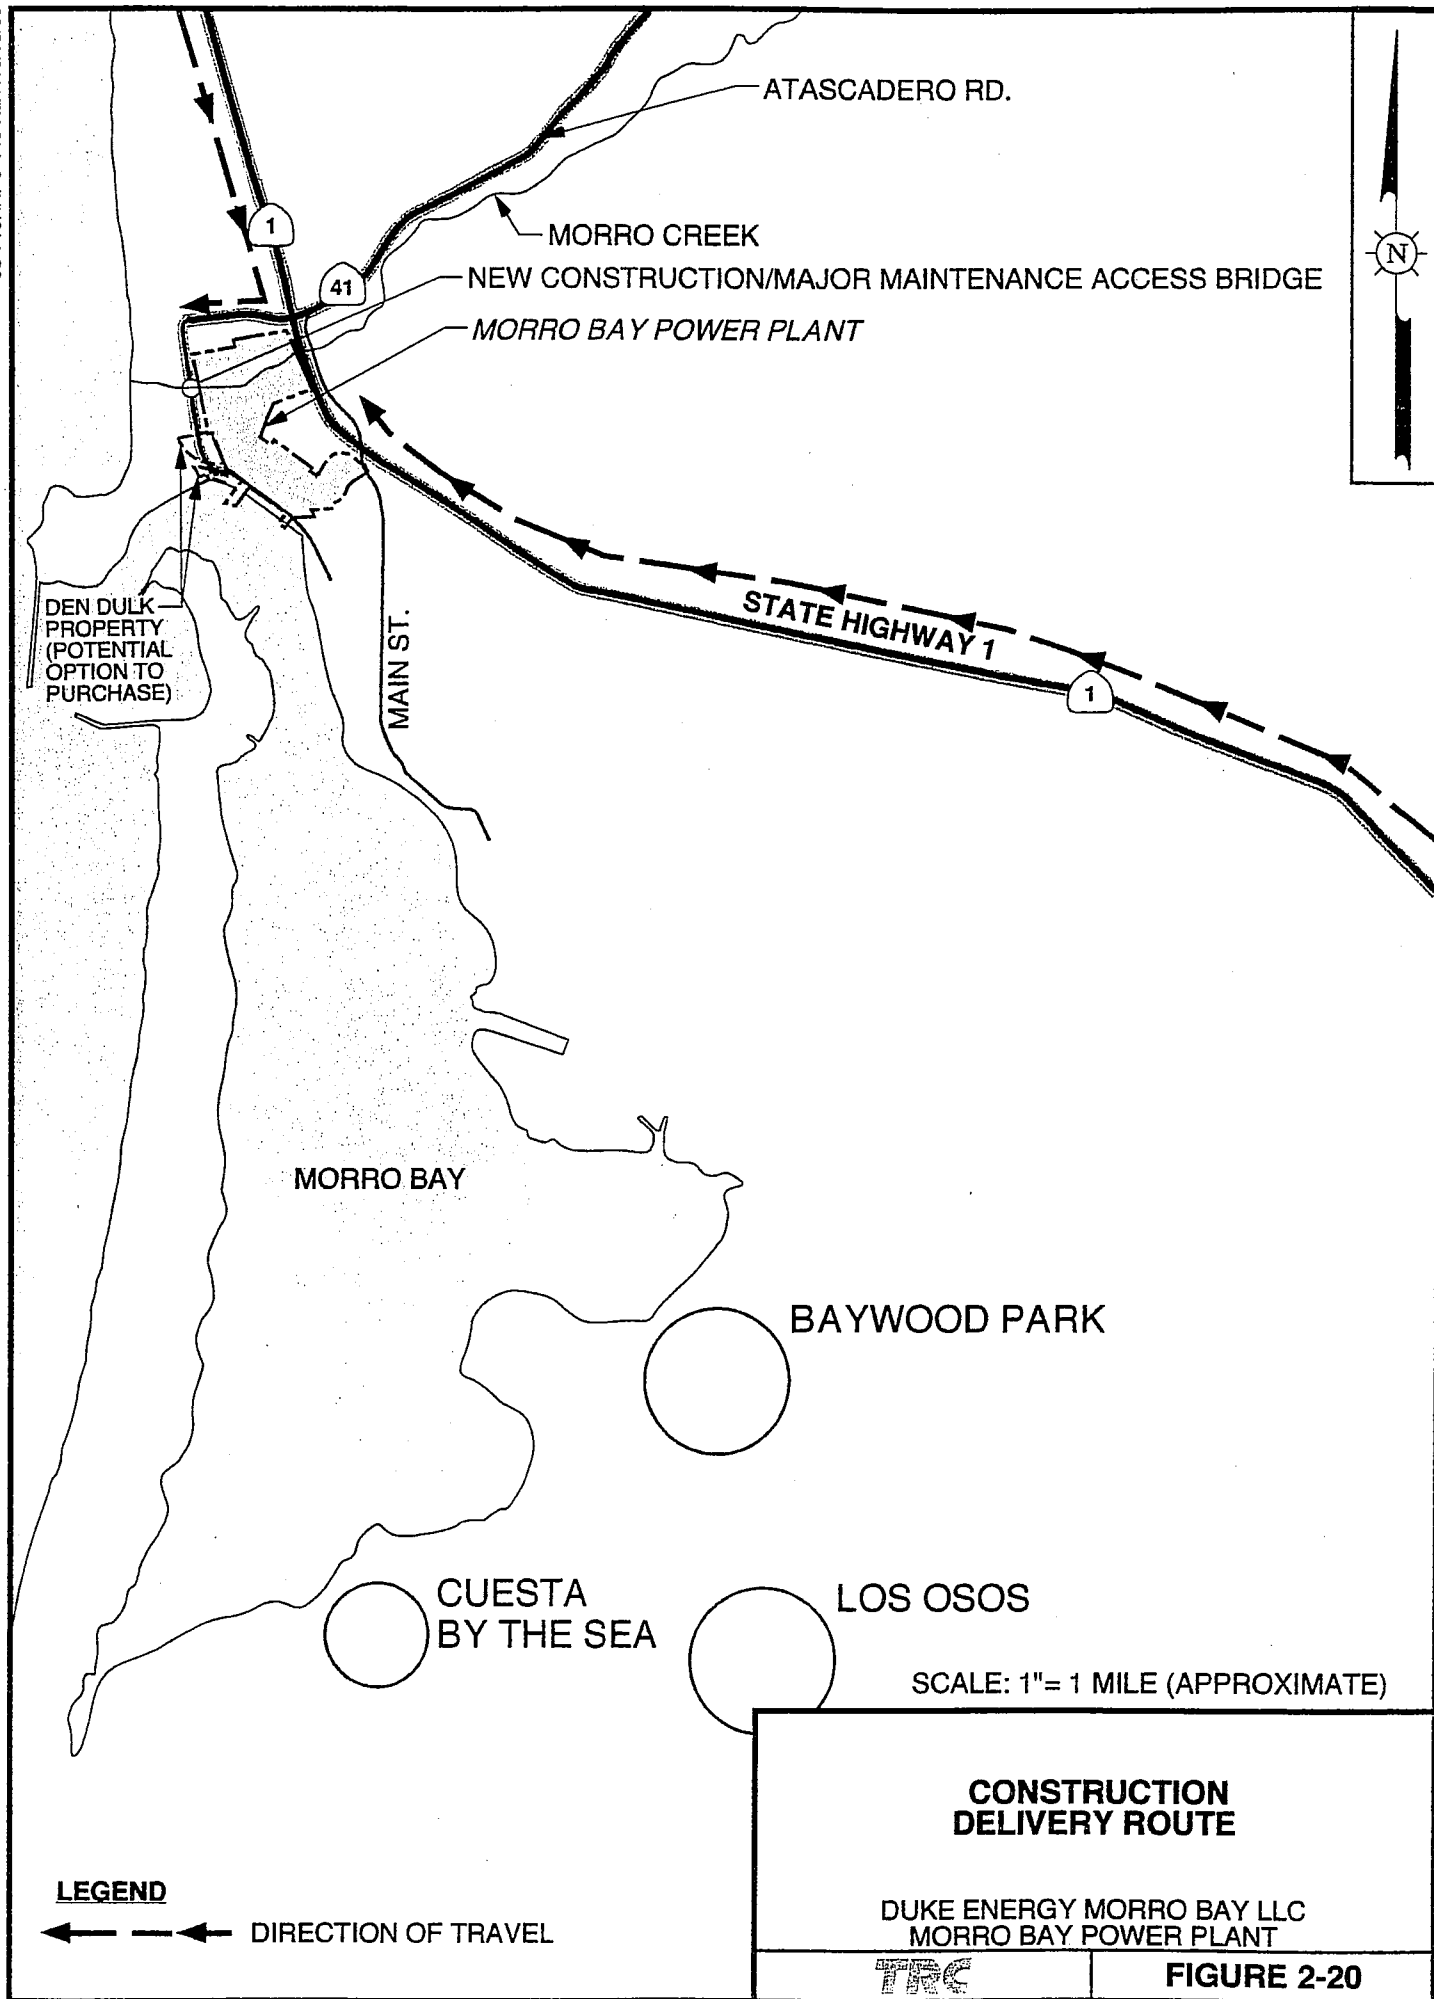 ATASCADERO RD.
1
MORRO CREEK
41
NEW CONSTRUCTION/MAJOR MAINTENANCE ACCESS BRIDGE
MORRO BAY POWER PLANT
N
DEN DULK
PROPERTY
(POTENTIAL
OPTION TO
PURCHASE)
MAIN ST.
STATE HIGHWAY 1
1
MORRO BAY
BAYWOOD PARK
CUESTA
BY THE SEA
LOS OSOS
SCALE: 1"= 1 MILE (APPROXIMATE)
CONSTRUCTION
DELIVERY ROUTE
DUKE ENERGY MORRO BAY LLC
MORRO BAY POWER PLANT
TRC
FIGURE 2-20
LEGEND
DIRECTION OF TRAVEL